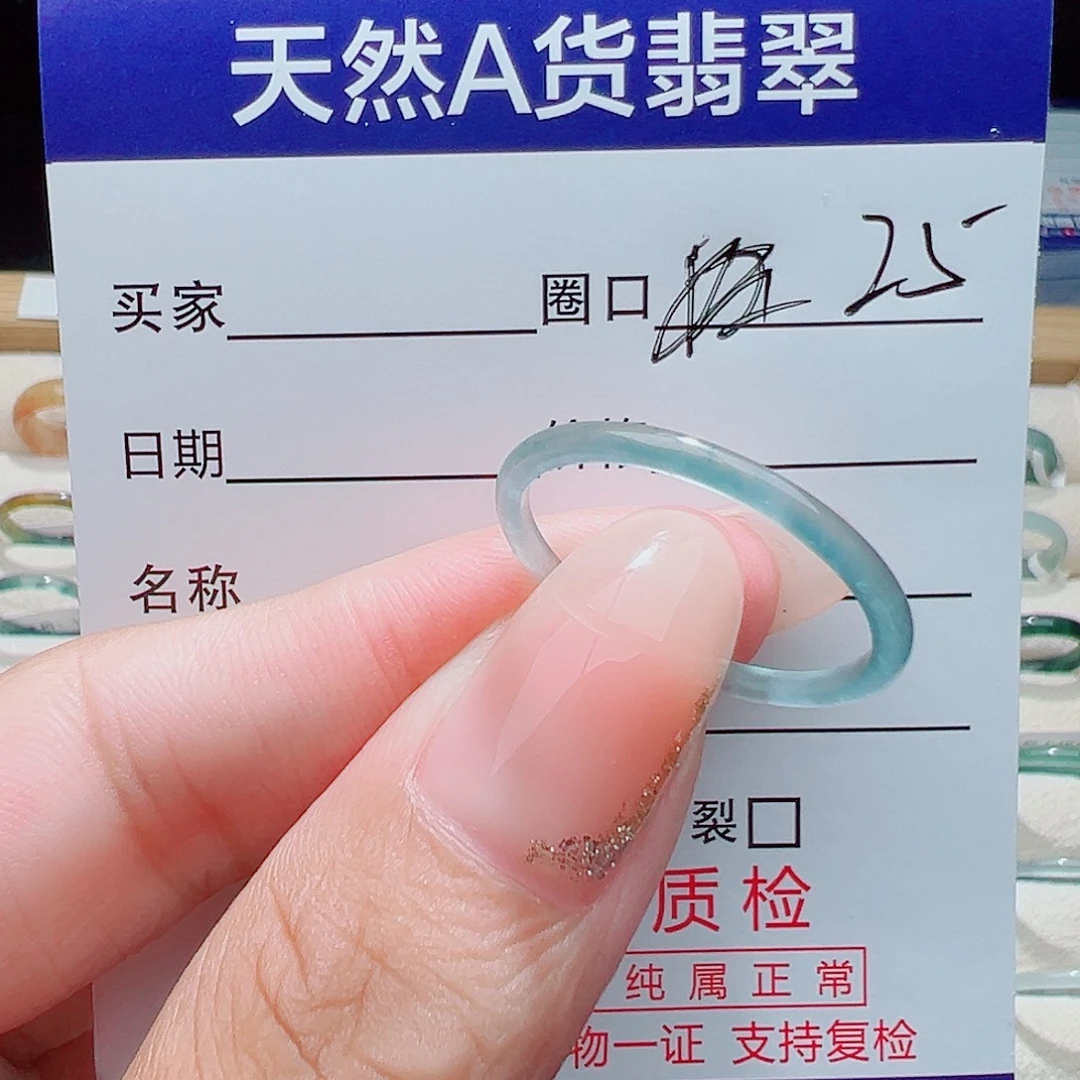 天然A货翡翠
买家 圈口 25
日期
名称
裂□
质检
纯属正常
物一证 支持复检